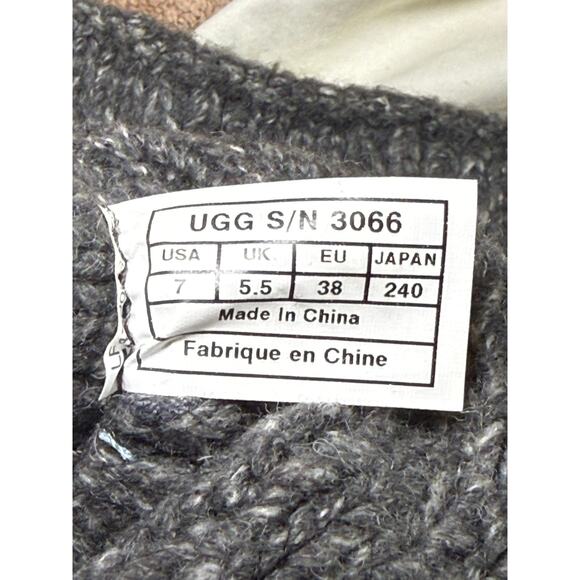 UGG S/N 3066
USA UK EU JAPAN
7 5.5 38 240
Made In China
Fabrique en Chine